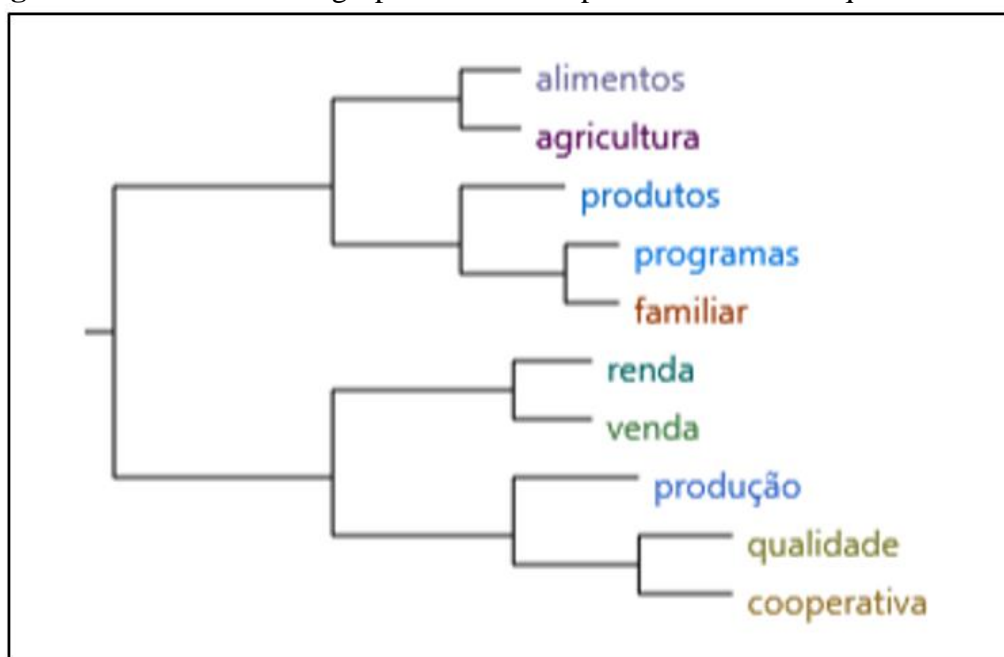 alimentos
agricultura
produtos
programas
familiar
renda
venda
produção
qualidade
cooperativa